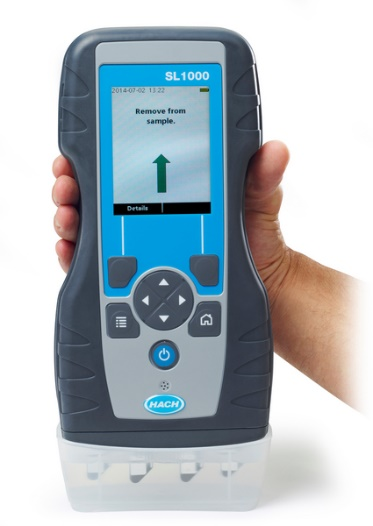 SL1000
2014-07-02 13:22
Remove from
sample.
Details
HACH